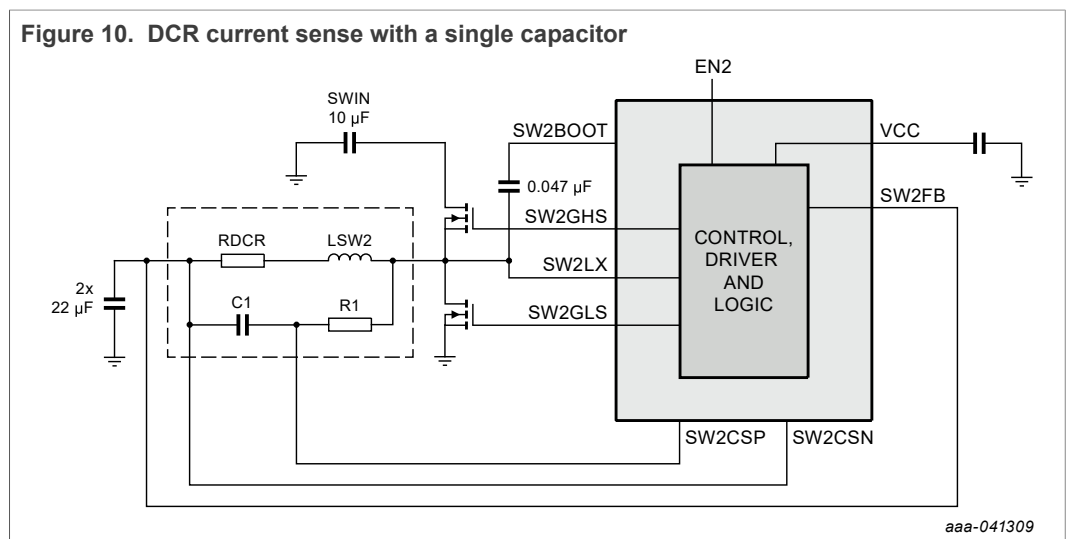 Figure 10. DCR current sense with a single capacitor
EN2
SWIN
10 µF
SW2BOOT
VCC
0.047 µF
SW2FB
SW2GHS
RDCR
LSW2
CONTROL,
DRIVER
AND
LOGIC
SW2LX
2x
22 µF
C1
R1
SW2GLS
SW2CSP
SW2CSN
aaa-041309